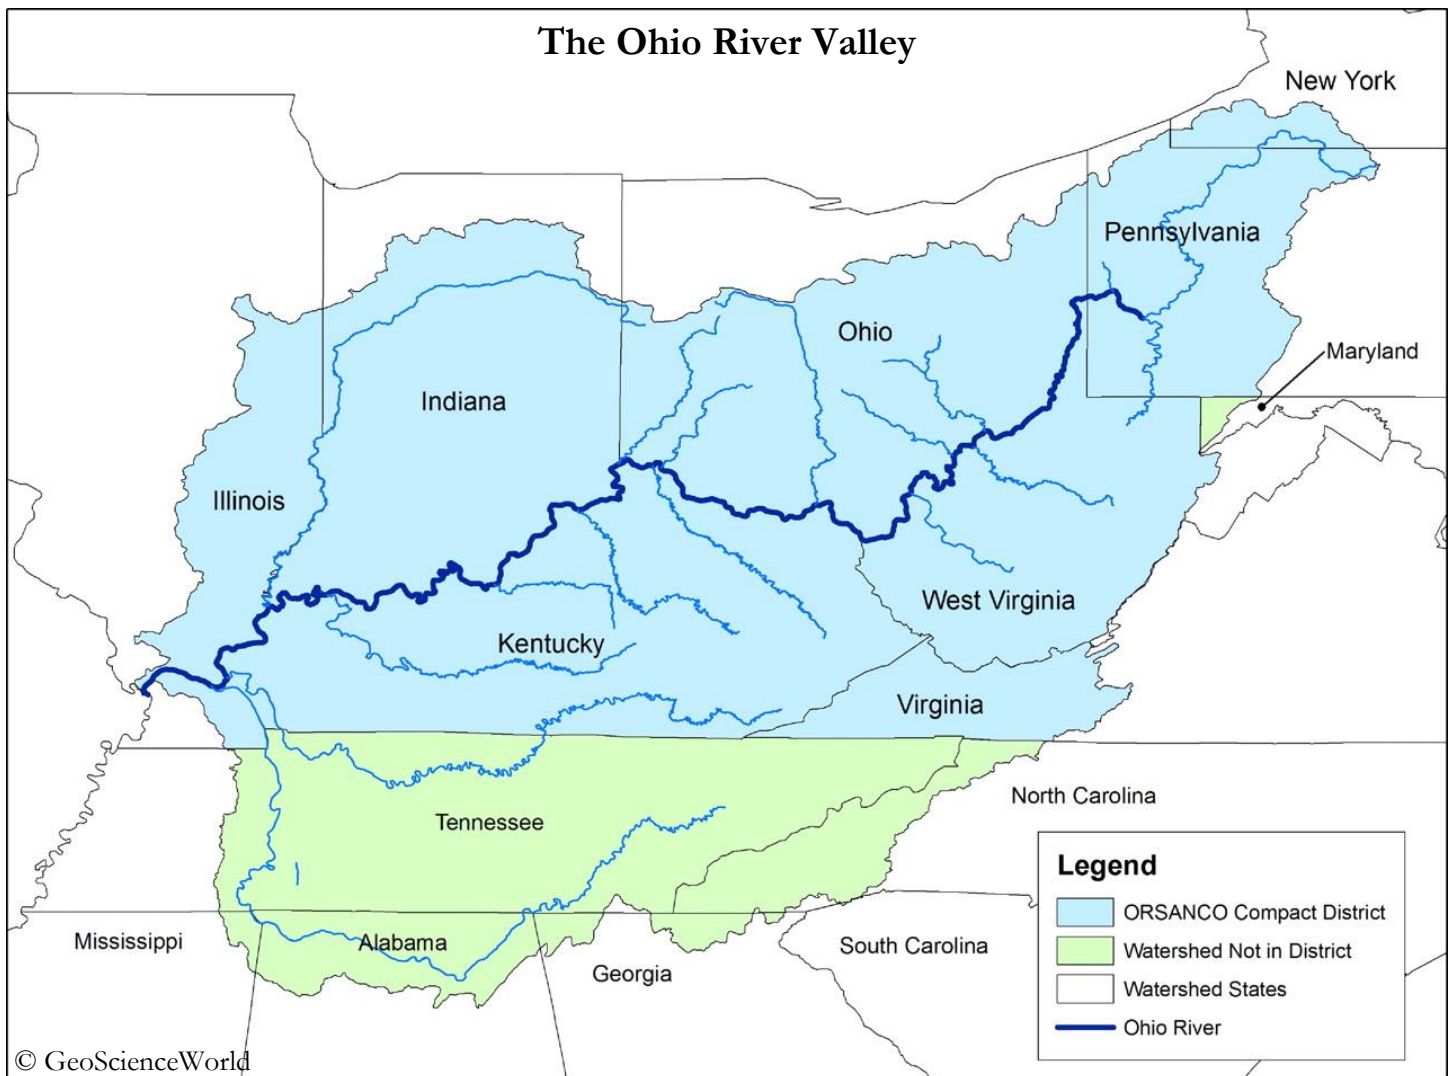 The Ohio River Valley
New York
Pennsylvania
Ohio
Maryland
Indiana
Illinois
West Virginia
Kentucky
Virginia
North Carolina
Tennessee
Mississippi
Alabama
Georgia
South Carolina
Legend
ORSANCO Compact District
Watershed Not in District
Watershed States
Ohio River
© GeoScienceWorld